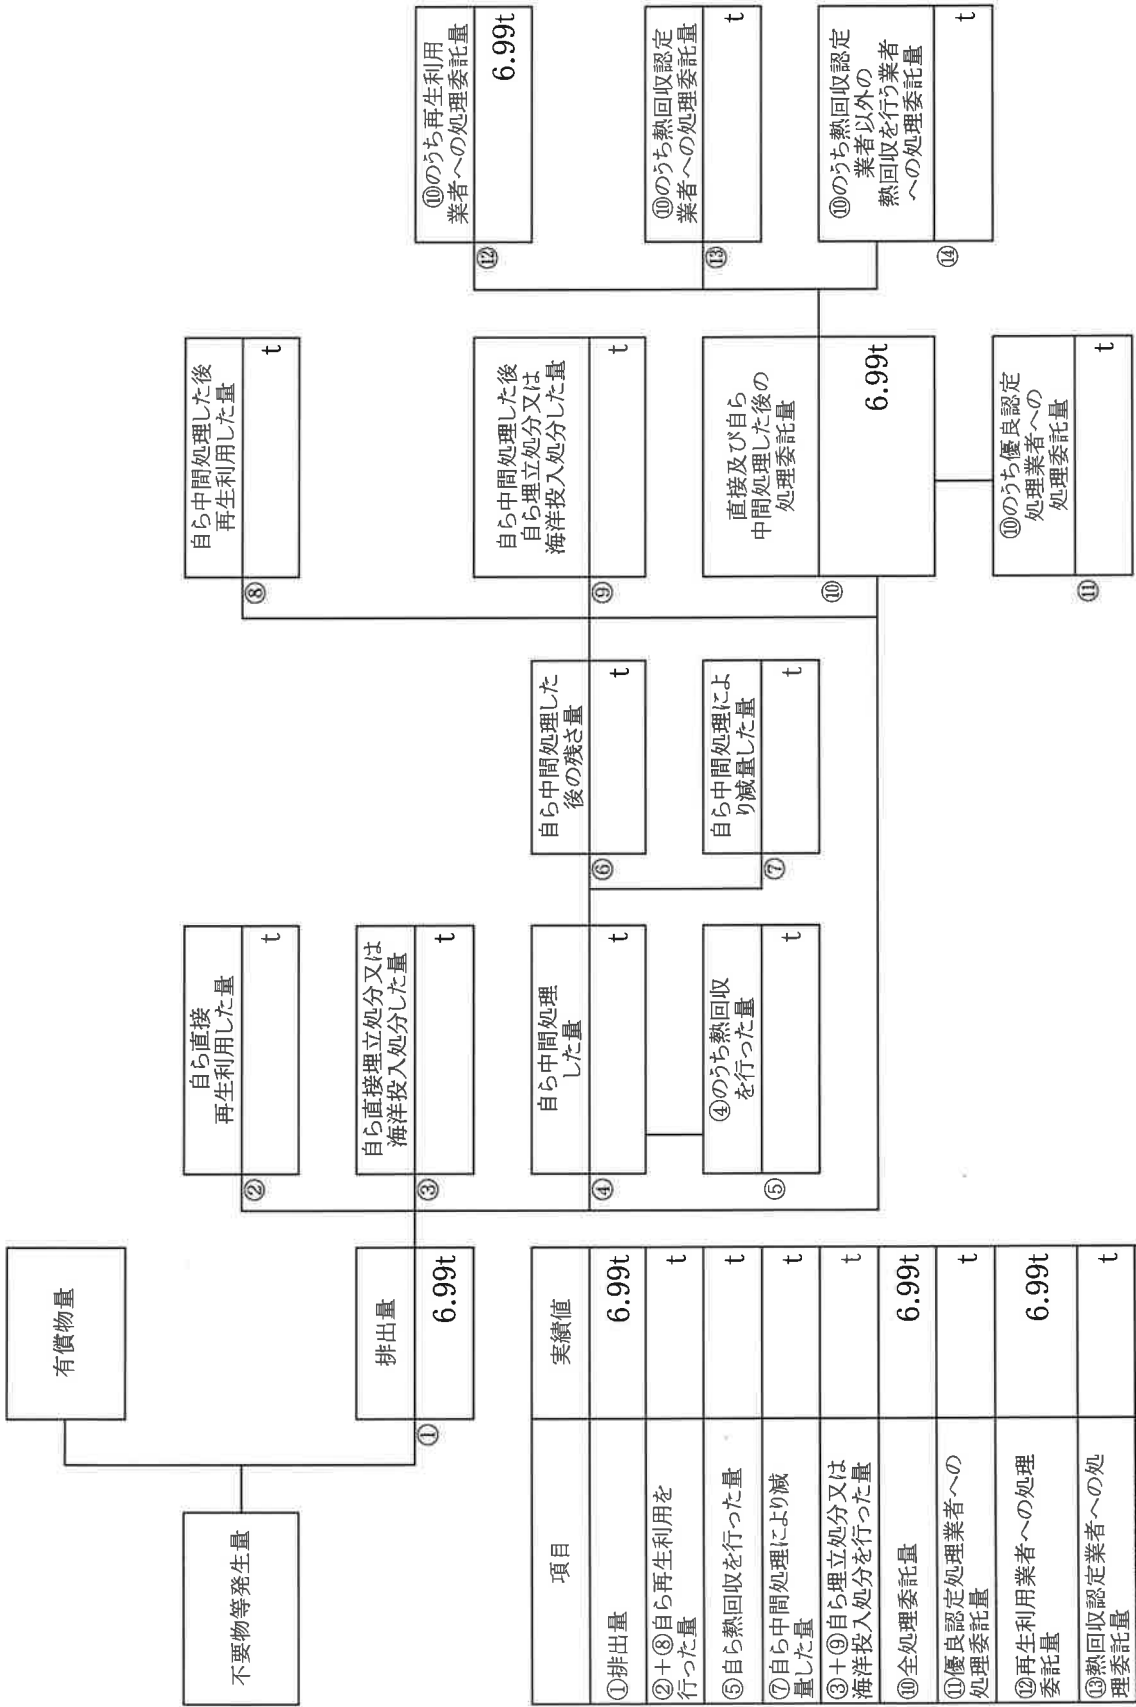 不要物等発生量
有償物量
①
排出量
6.99t
②
自ら直接
再生利用した量
t
③
自ら直接埋立処分又は
海洋投入処分した量
t
④
自ら中間処理
した量
t
⑤
④のうち熱回収
を行った量
t
⑥
自ら中間処理した
後の残さ量
t
⑦
自ら中間処理によ
り減量した量
t
⑧
自ら中間処理した後
再生利用した量
t
⑨
自ら中間処理した後
自ら埋立処分又は
海洋投入処分した量
t
⑩
直接及び自ら
中間処理した後の
処理委託量
6.99t
⑪
⑩のうち優良認定
処理業者への
処理委託量
t
⑫
⑩のうち再生利用
業者への処理委託量
6.99t
⑬
⑩のうち熱回収認定
業者への処理委託量
t
⑭
⑩のうち熱回収認定
業者以外の
熱回収を行う業者
への処理委託量
t
項目 実績値
①排出量 6.99t
②+⑧自ら再生利用を
行った量 t
⑤自ら熱回収を行った量 t
⑦自ら中間処理により減
量した量 t
③+⑨自ら埋立処分又は
海洋投入処分を行った量 t
⑩全処理委託量 6.99t
⑪優良認定処理業者への
処理委託量 t
⑫再生利用業者への処理
委託量 6.99t
⑬熱回収認定業者への処
理委託量 t